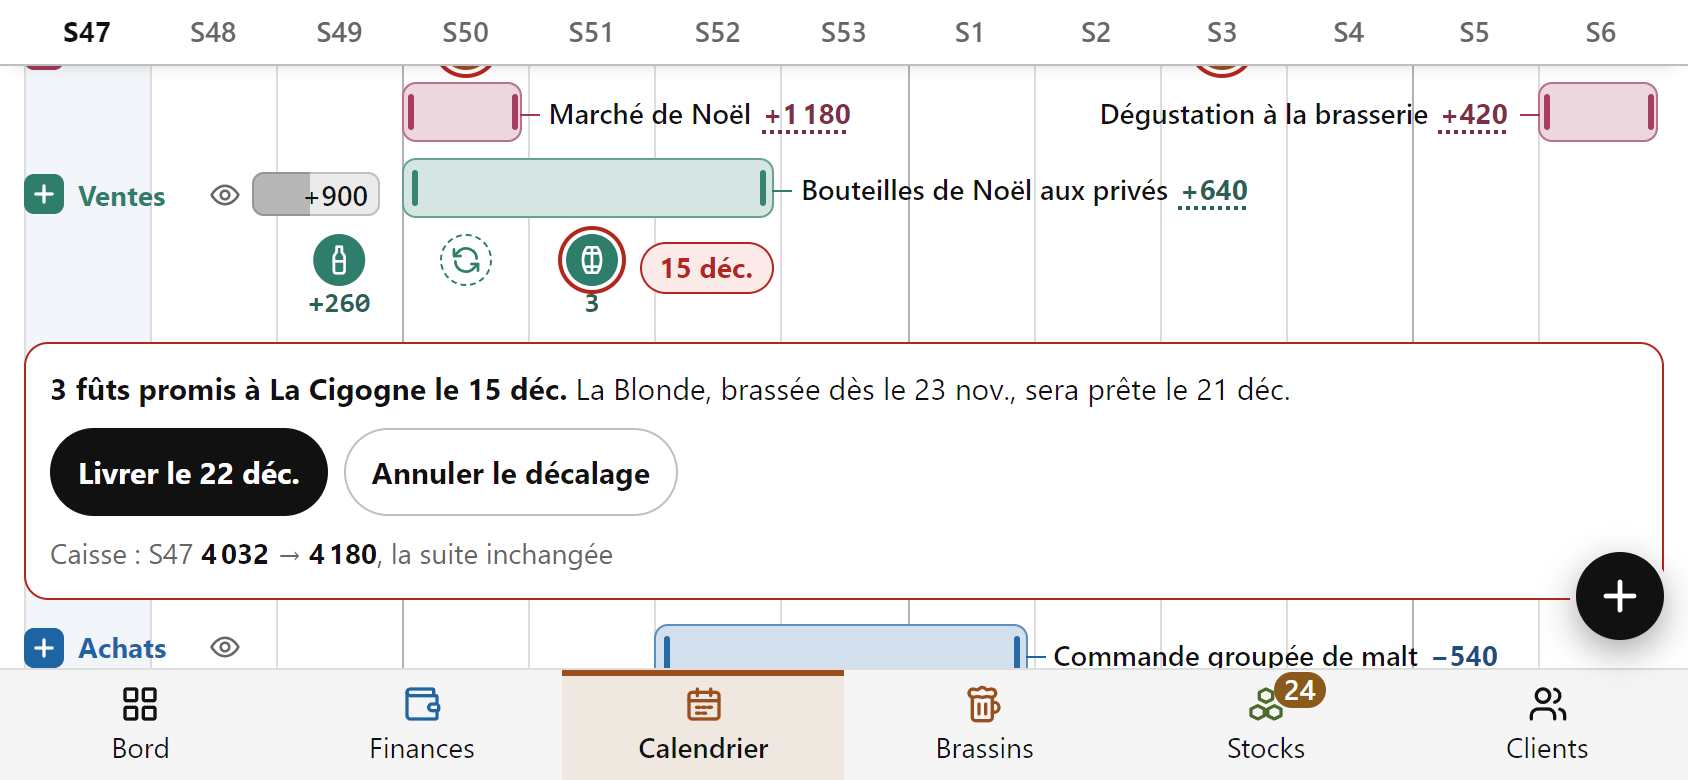 S47 S48 S49 S50 S51 S52 S53 S1 S2 S3 S4 S5 S6
Marché de Noël +1 180 Dégustation à la brasserie +420
Ventes +900 Bouteilles de Noël aux privés +640
15 déc.
+260 3
3 fûts promis à La Cigogne le 15 déc. La Blonde, brassée dès le 23 nov., sera prête le 21 déc.
Livrer le 22 déc. Annuler le décalage
Caisse : S47 4 032 → 4 180, la suite inchangée
Achats Commande groupée de malt −540
24
Bord Finances Calendrier Brassins Stocks Clients